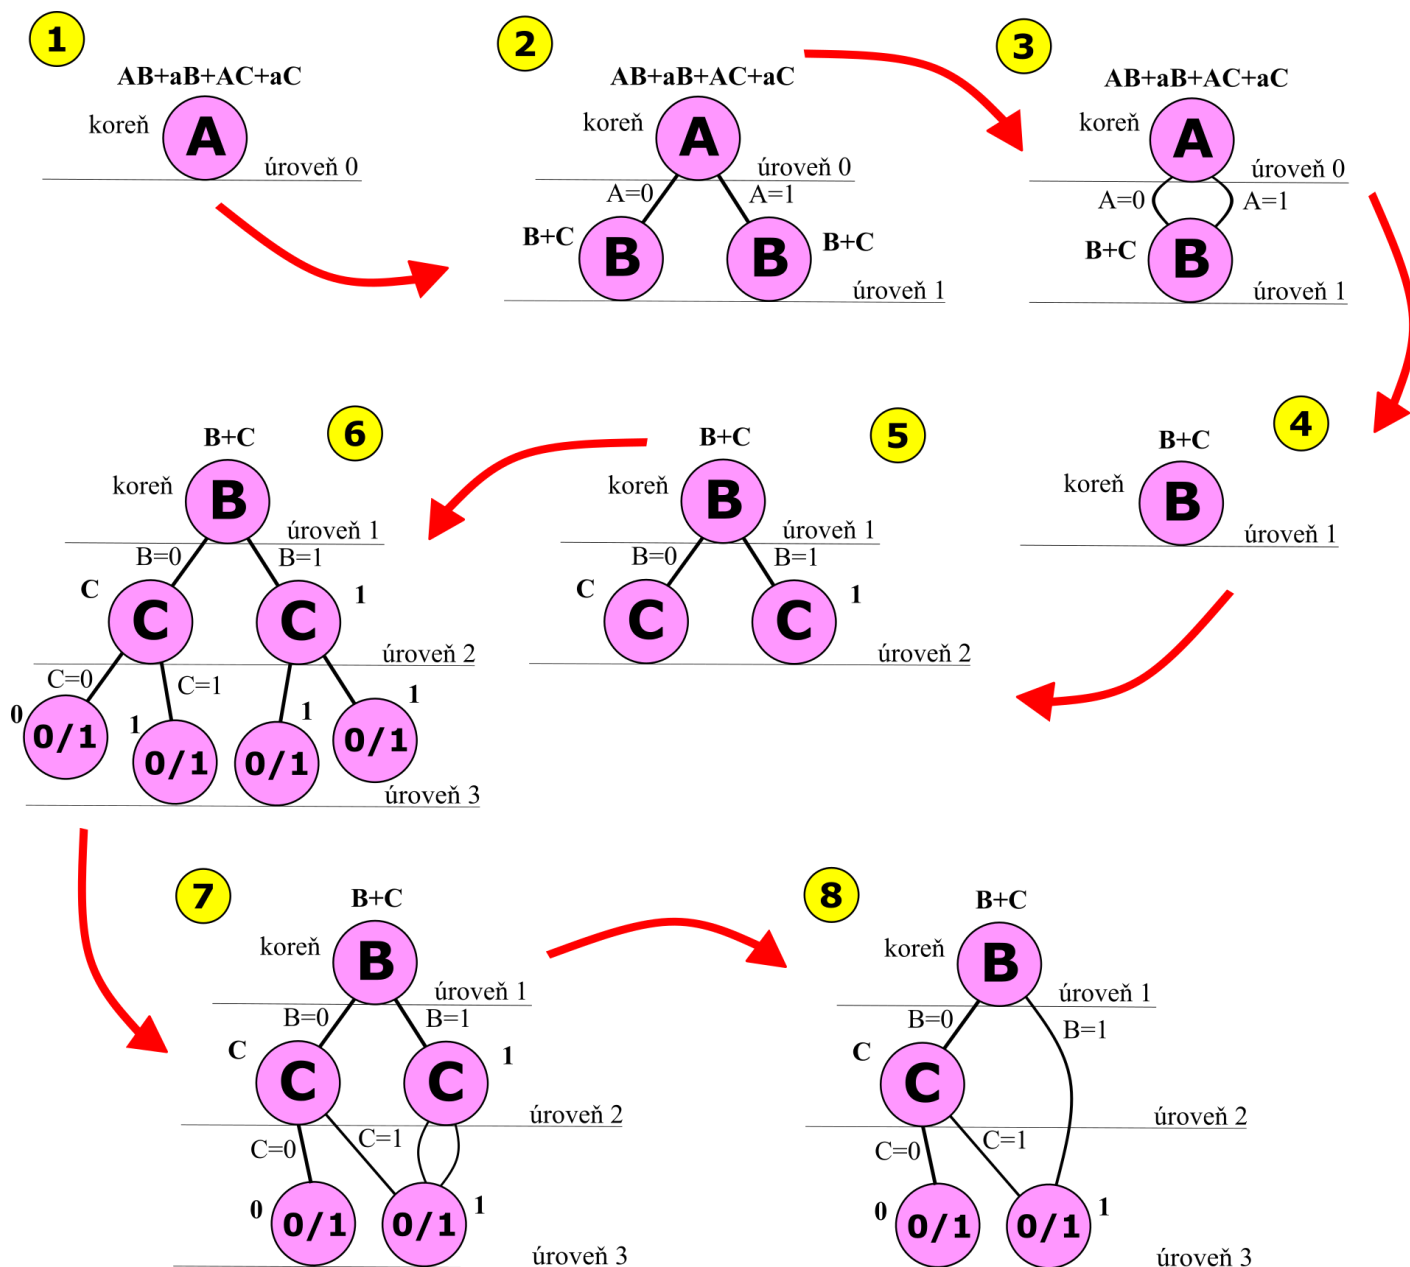 1
AB+aB+AC+aC
koreň
A
úroveň 0
2
AB+aB+AC+aC
koreň
A
úroveň 0
A=0
A=1
B+C
B
B
B+C
úroveň 1
3
AB+aB+AC+aC
koreň
A
úroveň 0
A=0
A=1
B+C
B
úroveň 1
4
B+C
koreň
B
úroveň 1
5
B+C
koreň
B
úroveň 1
B=0
B=1
C
C
C
1
úroveň 2
6
B+C
koreň
B
úroveň 1
B=0
B=1
C
C
C
1
úroveň 2
C=0
C=1
0
0/1
1
0/1
1
0/1
1
0/1
úroveň 3
7
B+C
koreň
B
úroveň 1
B=0
B=1
C
C
C
1
úroveň 2
C=0
C=1
0
0/1
0/1
1
úroveň 3
8
B+C
koreň
B
úroveň 1
B=0
B=1
C
C
úroveň 2
C=0
C=1
0
0/1
0/1
1
úroveň 3